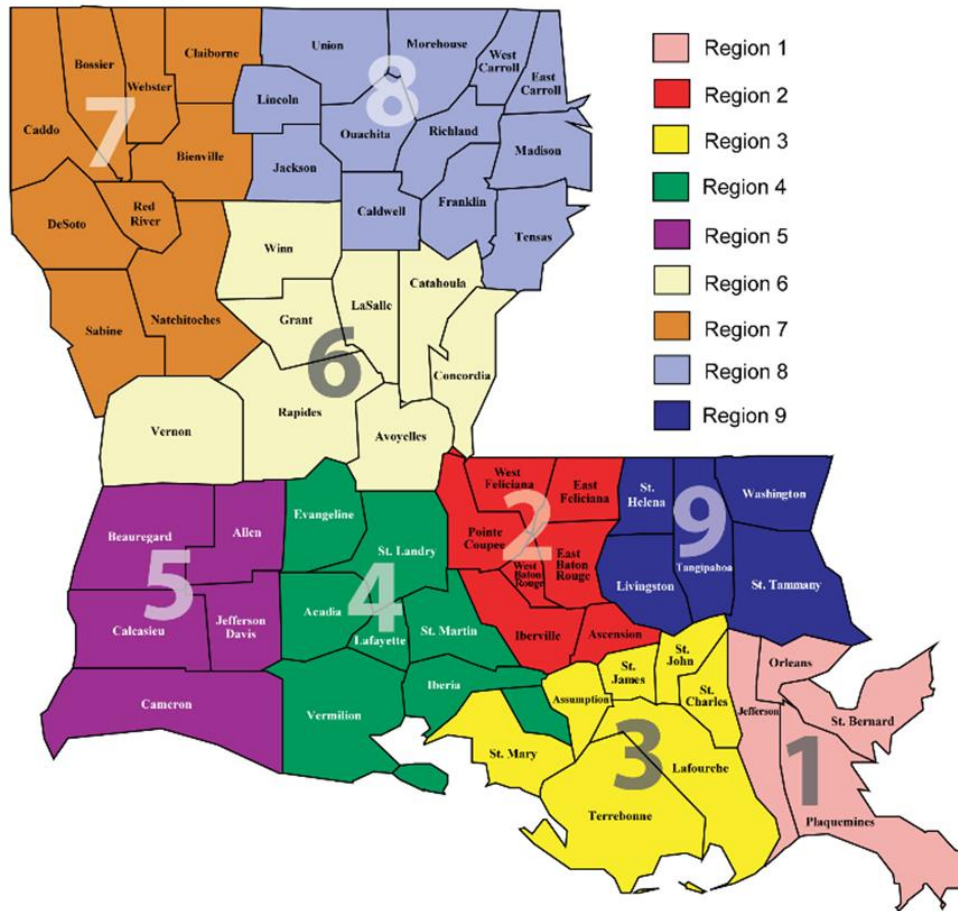 Region 1
Region 2
Region 3
Region 4
Region 5
Region 6
Region 7
Region 8
Region 9
Claiborne
Union
Morehouse
West
Carroll
East
Carroll
Bossier
Webster
8
7
Lincoln
Caddo
Ouachita
Richland
Madison
Bienville
Jackson
Red
River
DeSoto
Caldwell
Franklin
Tensas
Winn
Catahoula
LaSalle
Grant
Natchitoches
Sabine
6
Concordia
Rapides
Vernon
Avoyelles
West
Feliciana
East
Feliciana
St.
Helena
Washington
2
9
Evangeline
Beauregard
Allen
Pointe
Coupee
St. Landry
West Baton
Rouge
East
Baton
Rouge
Livingston
Tangipahoa
St. Tammany
5
4
Acadia
Calcasieu
Jefferson
Davis
Lafayette
St. Martin
Iberville
Ascension
St.
John
St.
James
Orleans
Iberia
Assumption
St.
Charles
Cameron
Vermilion
Jefferson
St. Bernard
St. Mary
3
1
Lafourche
Terrebonne
Plaquemines